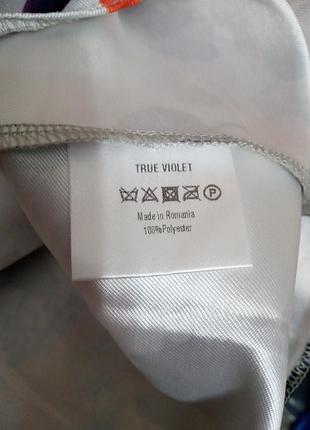 TRUE VIOLET
P
Made in Romania
100%Polyester